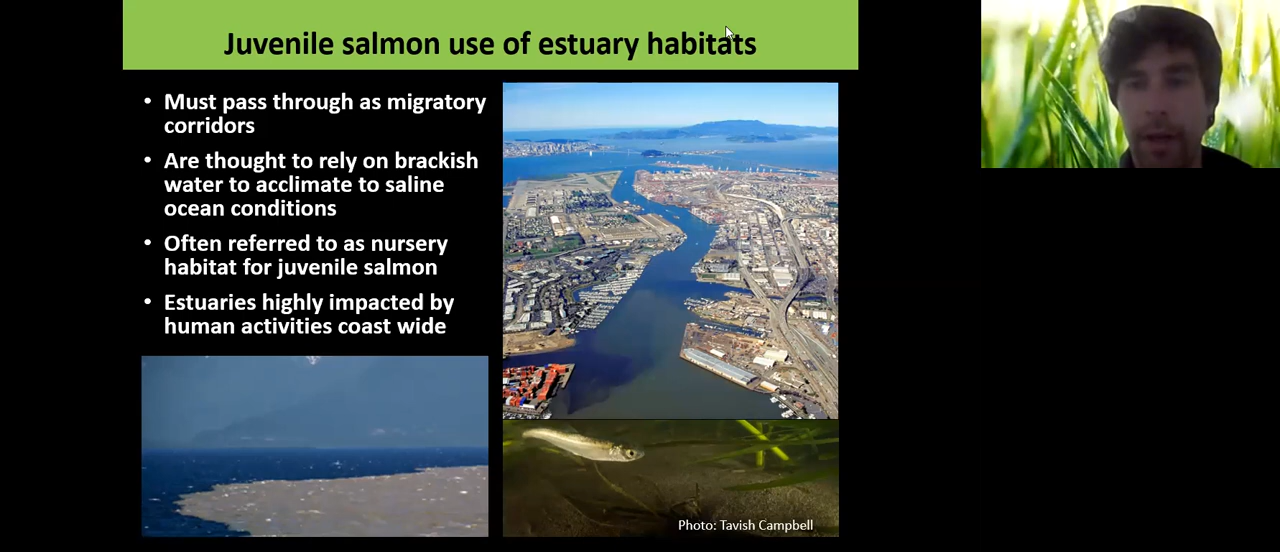 Juvenile salmon use of estuary habitats
• Must pass through as migratory
corridors
• Are thought to rely on brackish
water to acclimate to saline
ocean conditions
• Often referred to as nursery
habitat for juvenile salmon
• Estuaries highly impacted by
human activities coast wide
Photo: Tavish Campbell